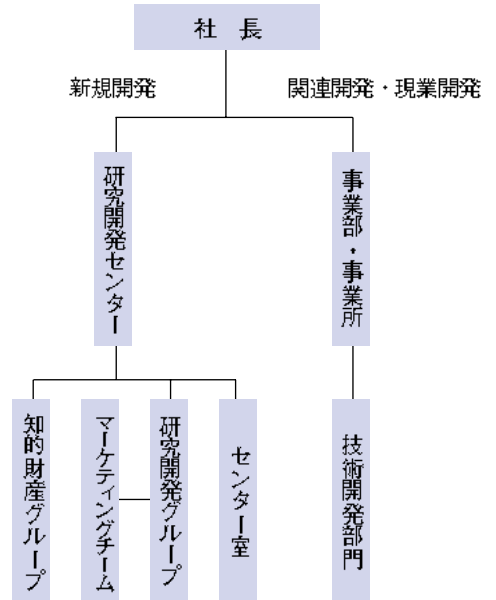 社 長
新規開発
関連開発・現業開発
研究開発センター
事業部・事業所
知的財産グループ
マーケティングチーム
研究開発グループ
センター室
技術開発部門